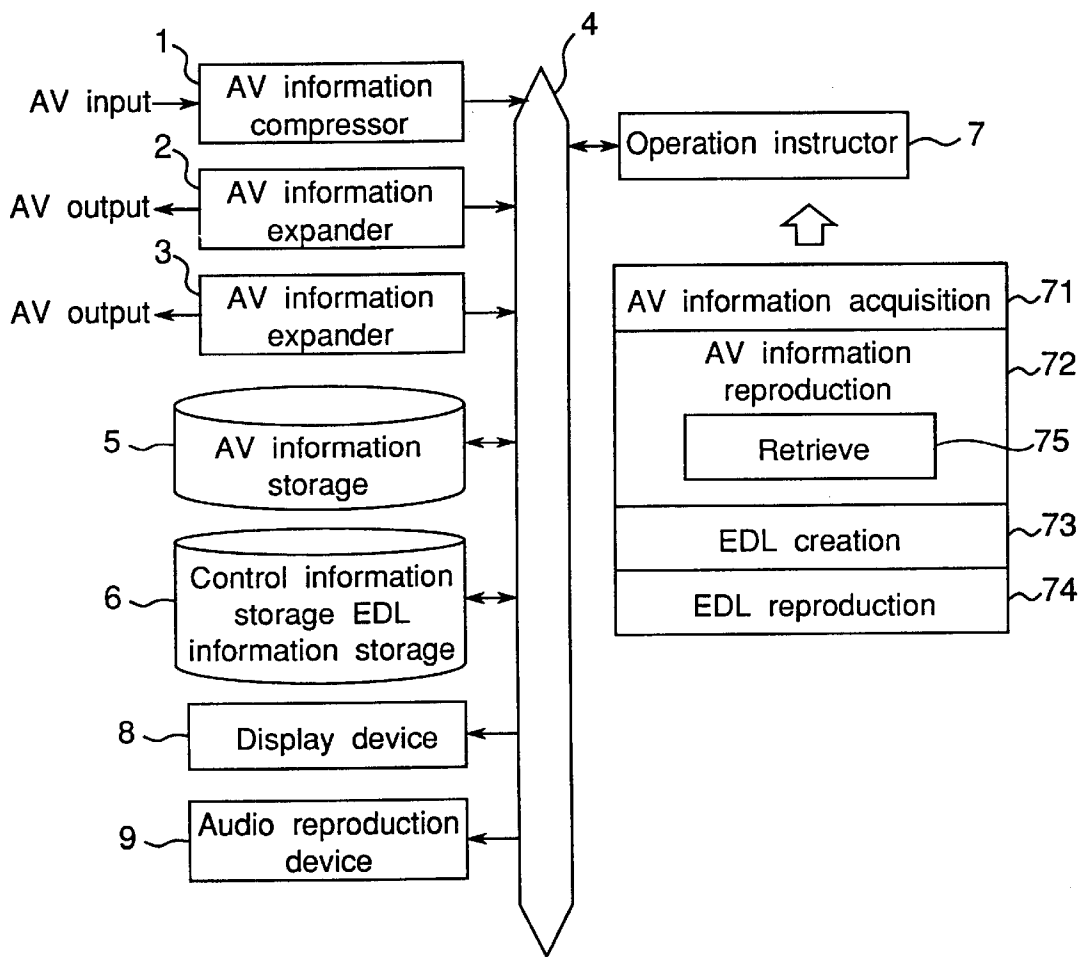 1
4
AV input
AV information
compressor
Operation instructor
7
2
AV output
AV information
expander
3
AV output
AV information
expander
AV information acquisition
71
AV information
reproduction
72
Retrieve
75
5
AV information
storage
EDL creation
73
6
Control information
storage EDL
information storage
EDL reproduction
74
8
Display device
9
Audio reproduction
device